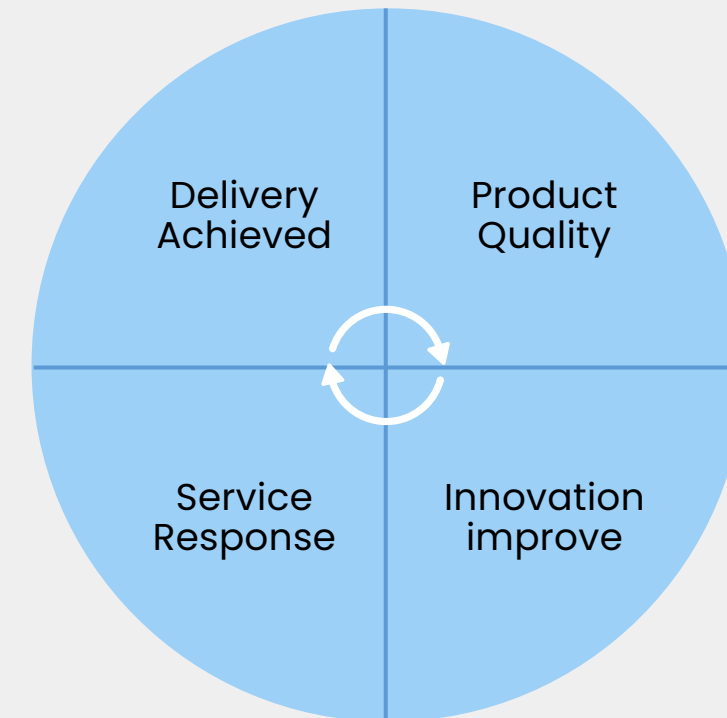 Delivery
Achieved
Product
Quality
Service
Response
Innovation
improve